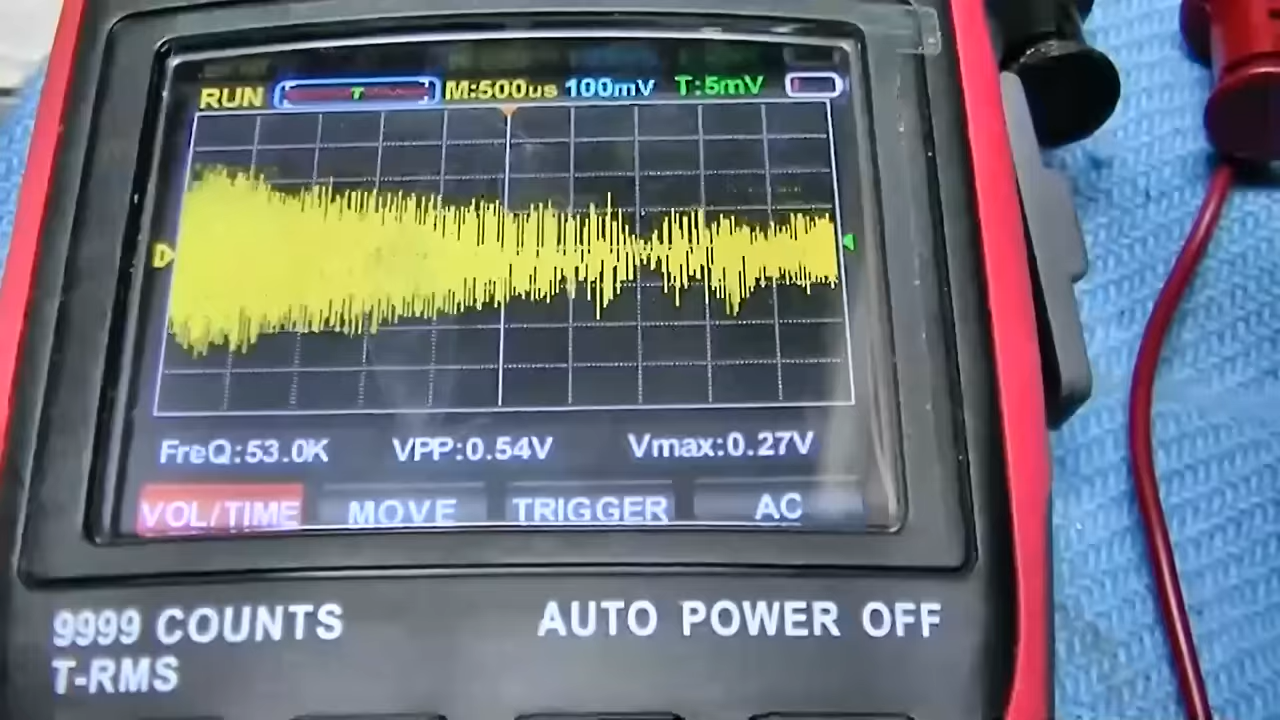 RUN T M:500us 100mV T:5mV
D
FreQ:53.0K VPP:0.54V Vmax:0.27V
VOL/TIME MOVE TRIGGER AC
9999 COUNTS AUTO POWER OFF
T-RMS